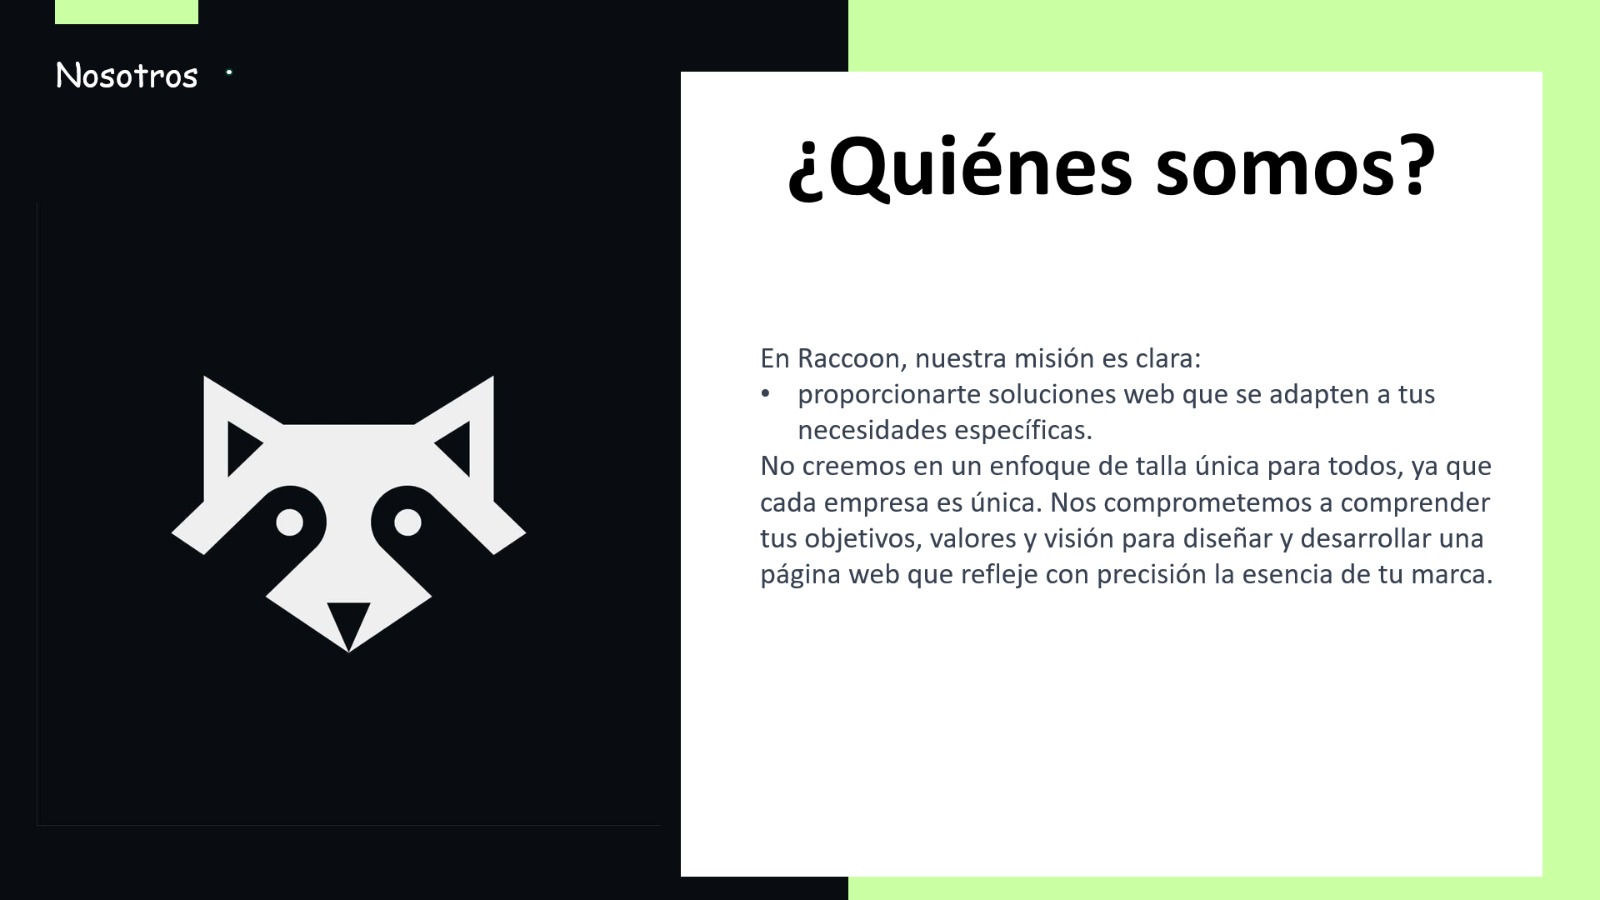 Nosotros
¿Quiénes somos?
En Raccoon, nuestra misión es clara:
• proporcionarte soluciones web que se adapten a tus
necesidades específicas.
No creemos en un enfoque de talla única para todos, ya que
cada empresa es única. Nos comprometemos a comprender
tus objetivos, valores y visión para diseñar y desarrollar una
página web que refleje con precisión la esencia de tu marca.